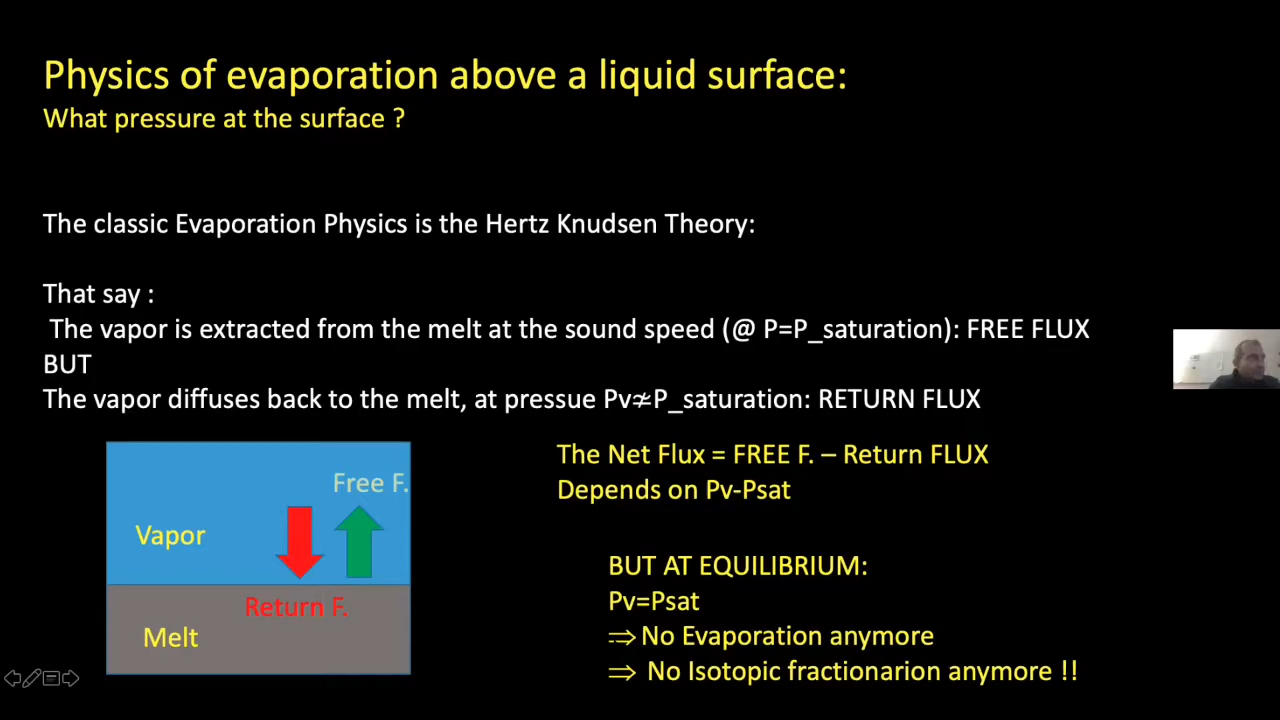 Physics of evaporation above a liquid surface:
What pressure at the surface ?
The classic Evaporation Physics is the Hertz Knudsen Theory:
That say :
The vapor is extracted from the melt at the sound speed (@ P=P_saturation): FREE FLUX
BUT
The vapor diffuses back to the melt, at pressue Pv≄P_saturation: RETURN FLUX
Free F.
Vapor
Return F.
Melt
The Net Flux = FREE F. – Return FLUX
Depends on Pv-Psat
BUT AT EQUILIBRIUM:
Pv=Psat
⇒ No Evaporation anymore
⇒ No Isotopic fractionarion anymore !!